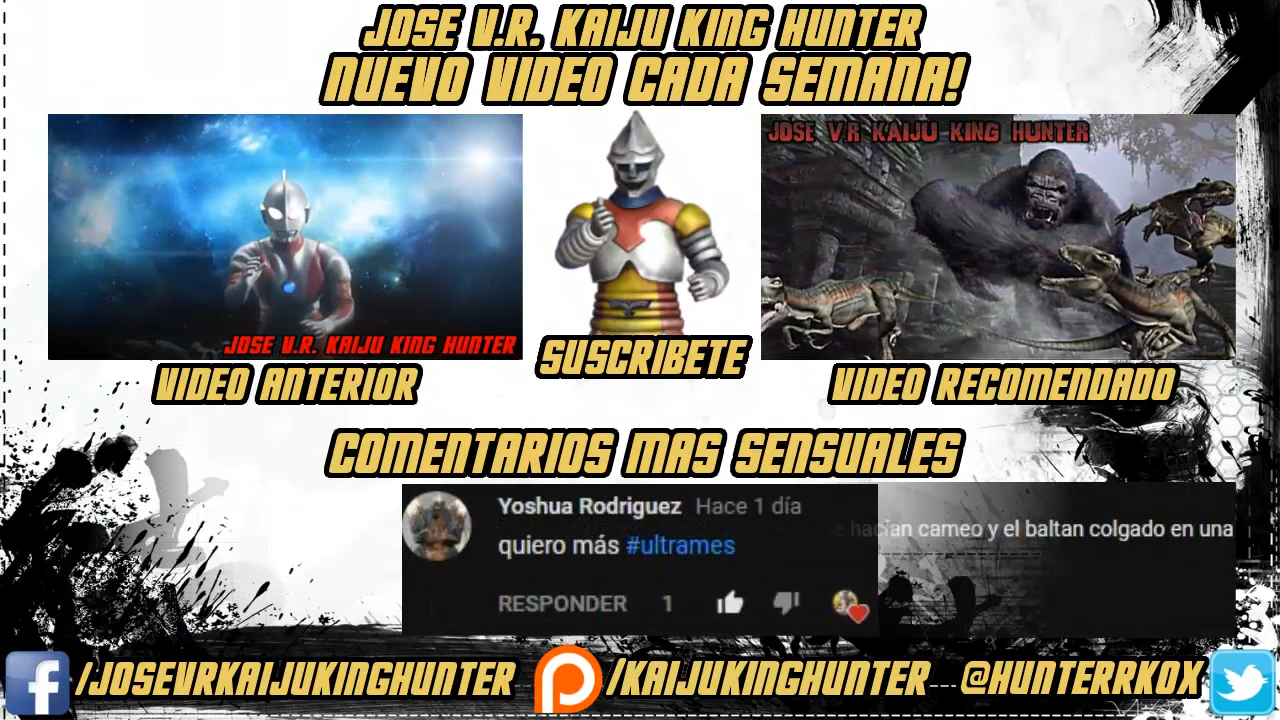 JOSE V.R. KAIJU KING HUNTER
NUEVO VIDEO CADA SEMANA!
JOSE V.R. KAIJU KING HUNTER
JOSE V.R KAIJU KING HUNTER
SUSCRIBETE
VIDEO ANTERIOR
VIDEO RECOMENDADO
COMENTARIOS MAS SENSUALES
Yoshua Rodriguez Hace 1 día
quiero más #ultrames
hacían cameo y el baltan colgado en una
RESPONDER 1
/JOSEVRKAIJUKINGHUNTER
/KAIJUKINGHUNTER
@HUNTERRKOX